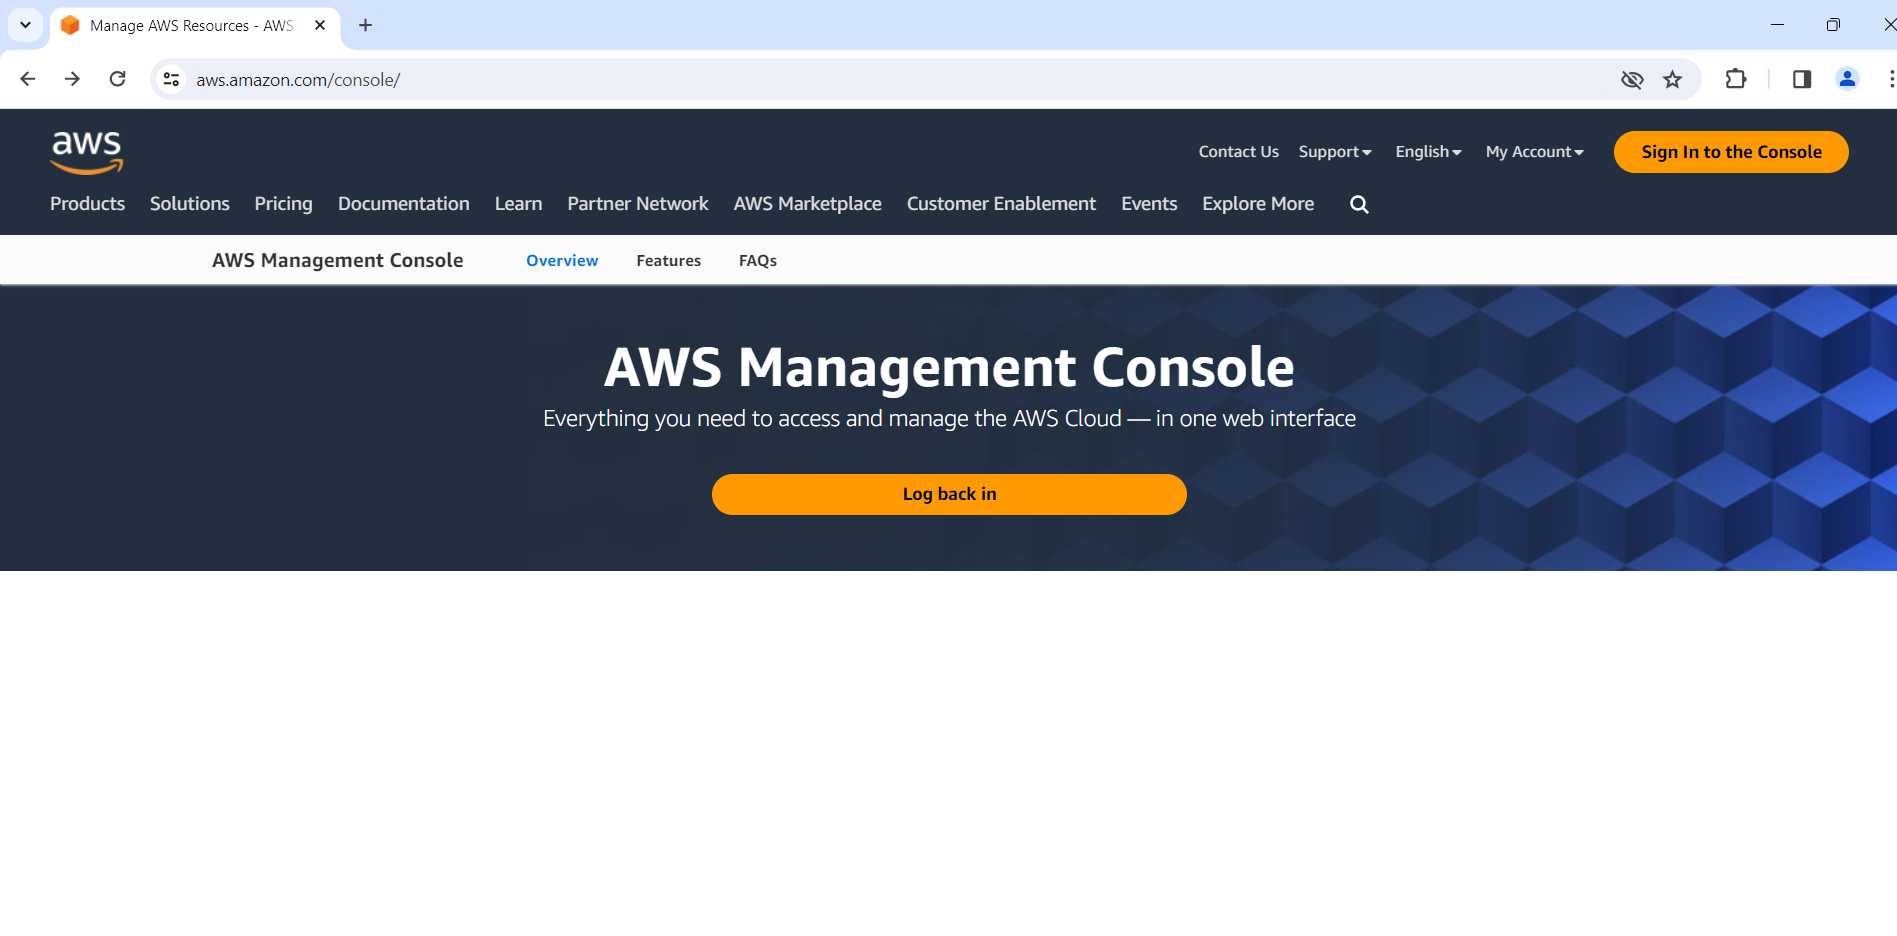 Manage AWS Resources - AWS
aws.amazon.com/console/
aws
Contact Us Support English My Account Sign In to the Console
Products Solutions Pricing Documentation Learn Partner Network AWS Marketplace Customer Enablement Events Explore More
AWS Management Console Overview Features FAQs
AWS Management Console
Everything you need to access and manage the AWS Cloud — in one web interface
Log back in